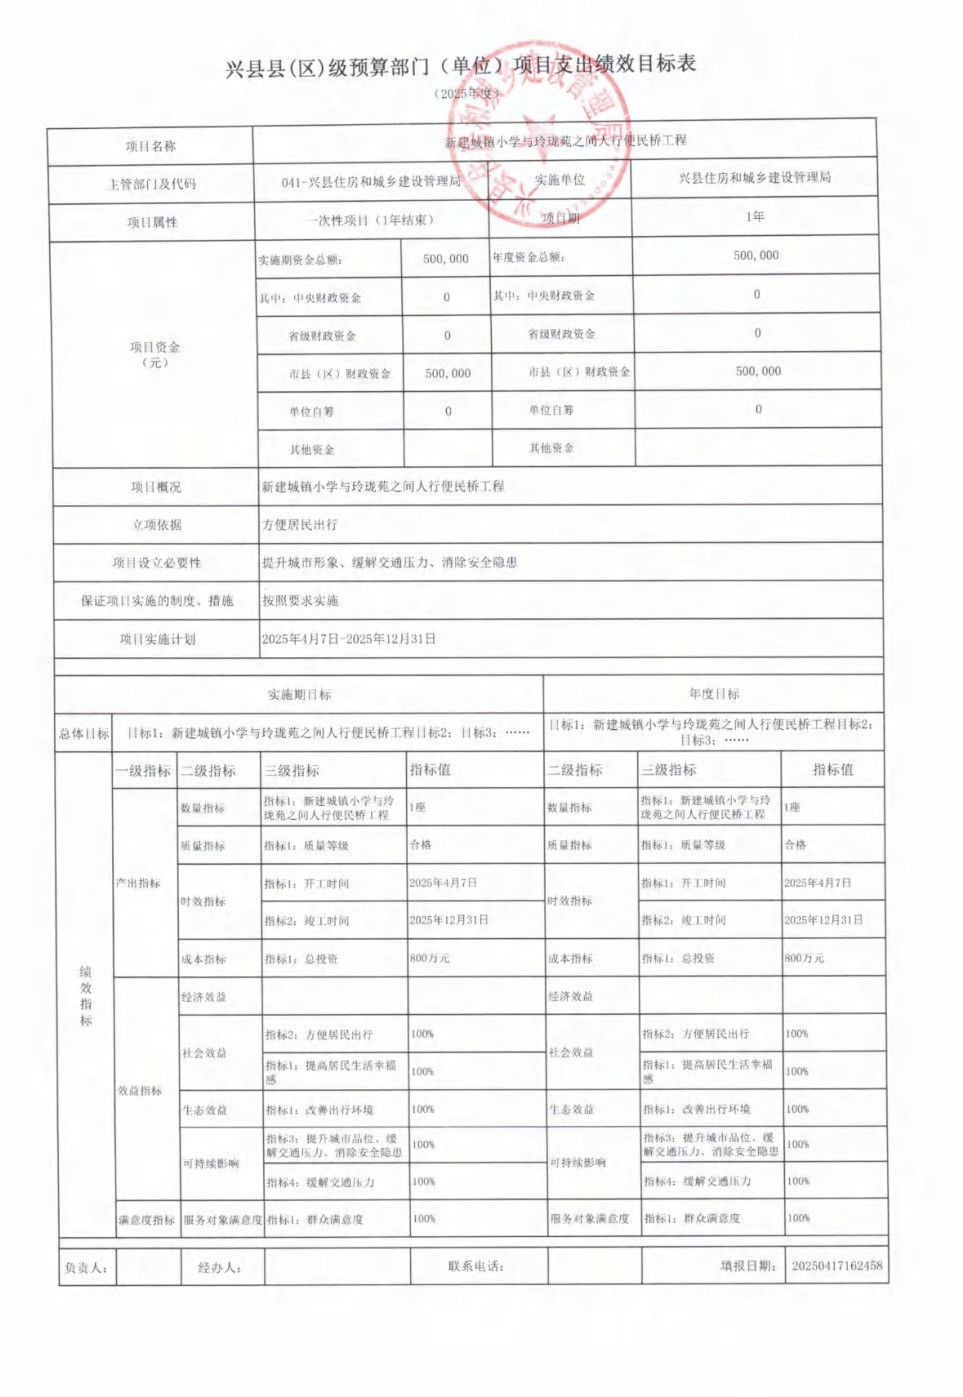 兴县县(区)级预算部门（单位）项目支出绩效目标表
（2025年度）
项目名称 新建城镇小学与玲珑苑之间人行便民桥工程
主管部门及代码 041-兴县住房和城乡建设管理局 实施单位 兴县住房和城乡建设管理局
项目属性 一次性项目（1年结束） 项目期 1年
项目资金
（元）
实施期资金总额： 500,000 年度资金总额： 500,000
其中：中央财政资金 0 其中：中央财政资金 0
省级财政资金 0 省级财政资金 0
市县（区）财政资金 500,000 市县（区）财政资金 500,000
单位自筹 0 单位自筹 0
其他资金 其他资金
项目概况 新建城镇小学与玲珑苑之间人行便民桥工程
立项依据 方便居民出行
项目设立必要性 提升城市形象、缓解交通压力、消除安全隐患
保证项目实施的制度、措施 按照要求实施
项目实施计划 2025年4月7日-2025年12月31日
实施期目标 年度目标
总体目标 目标1：新建城镇小学与玲珑苑之间人行便民桥工程目标2；目标3；…… 目标1：新建城镇小学与玲珑苑之间人行便民桥工程目标2；
目标3；……
绩效指标
一级指标 二级指标 三级指标 指标值 二级指标 三级指标 指标值
产出指标
数量指标 指标1：新建城镇小学与玲
珑苑之间人行便民桥工程 1座 数量指标 指标1：新建城镇小学与玲
珑苑之间人行便民桥工程 1座
质量指标 指标1：质量等级 合格 质量指标 指标1：质量等级 合格
时效指标 指标1：开工时间 2025年4月7日 时效指标 指标1：开工时间 2025年4月7日
指标2：竣工时间 2025年12月31日 指标2：竣工时间 2025年12月31日
成本指标 指标1：总投资 800万元 成本指标 指标1：总投资 800万元
效益指标
经济效益 经济效益
社会效益 指标2：方便居民出行 100% 社会效益 指标2：方便居民出行 100%
指标1：提高居民生活幸福
感 100% 指标1：提高居民生活幸福
感 100%
生态效益 指标1：改善出行环境 100% 生态效益 指标1：改善出行环境 100%
可持续影响 指标3：提升城市品位、缓
解交通压力、消除安全隐患 100% 可持续影响 指标3：提升城市品位、缓
解交通压力、消除安全隐患 100%
指标4：缓解交通压力 100% 指标4：缓解交通压力 100%
满意度指标 服务对象满意度 指标1：群众满意度 100% 服务对象满意度 指标1：群众满意度 100%
负责人： 经办人： 联系电话： 填报日期： 20250417162458
兴县住房和城乡建设管理局